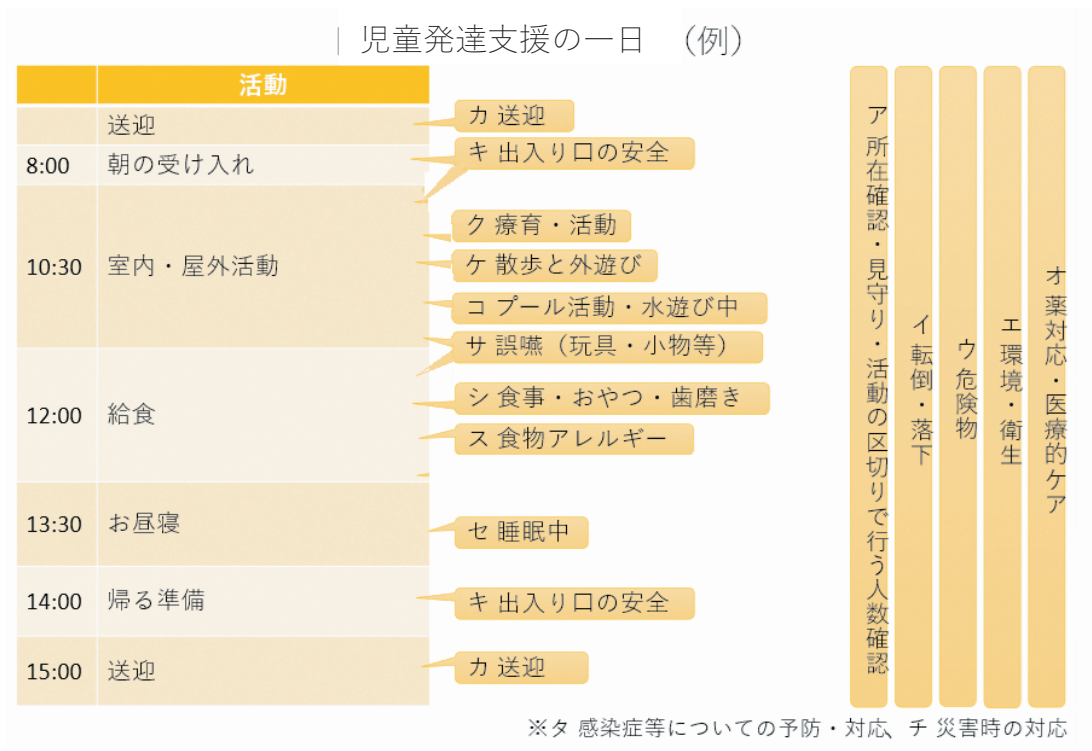 児童発達支援の一日 （例）
活動
送迎
カ 送迎
8:00 朝の受け入れ
キ 出入り口の安全
10:30 室内・屋外活動
ク 療育・活動
ケ 散歩と外遊び
コ プール活動・水遊び中
サ 誤嚥（玩具・小物等）
12:00 給食
シ 食事・おやつ・歯磨き
ス 食物アレルギー
13:30 お昼寝
セ 睡眠中
14:00 帰る準備
キ 出入り口の安全
15:00 送迎
カ 送迎
ア 所在確認・見守り・活動の区切りで行う人数確認
イ 転倒・落下
ウ 危険物
エ 環境・衛生
オ 薬対応・医療的ケア
※タ 感染症等についての予防・対応、チ 災害時の対応